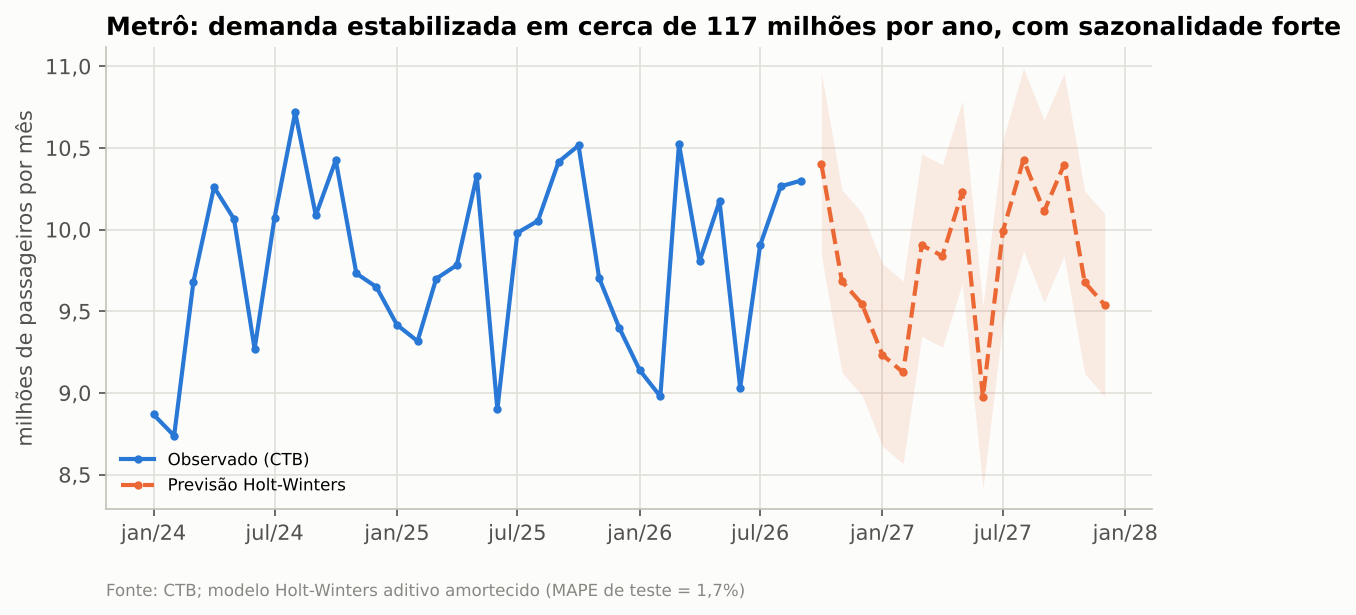 Metrô: demanda estabilizada em cerca de 117 milhões por ano, com sazonalidade forte
milhões de passageiros por mês
11,0
10,5
10,0
9,5
9,0
8,5
Observado (CTB)
Previsão Holt-Winters
jan/24 jul/24 jan/25 jul/25 jan/26 jul/26 jan/27 jul/27 jan/28
Fonte: CTB; modelo Holt-Winters aditivo amortecido (MAPE de teste = 1,7%)